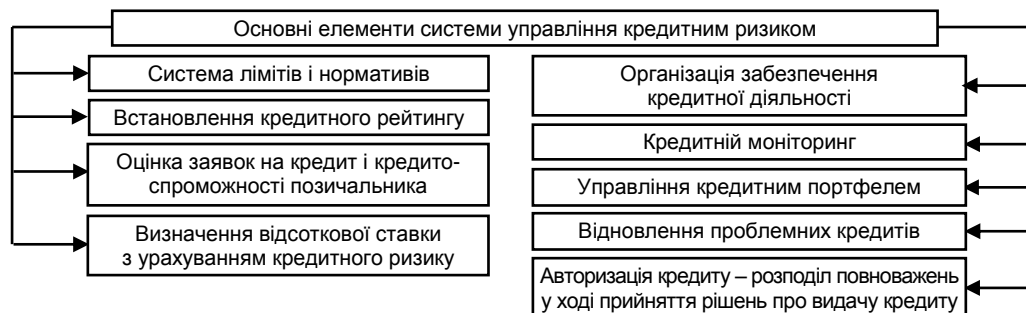 Основні елементи системи управління кредитним ризиком
Система лімітів і нормативів
Встановлення кредитного рейтингу
Оцінка заявок на кредит і кредито-
спроможності позичальника
Визначення відсоткової ставки
з урахуванням кредитного ризику
Організація забезпечення
кредитної діяльності
Кредитній моніторинг
Управління кредитним портфелем
Відновлення проблемних кредитів
Авторизація кредиту – розподіл повноважень
у ході прийняття рішень про видачу кредиту